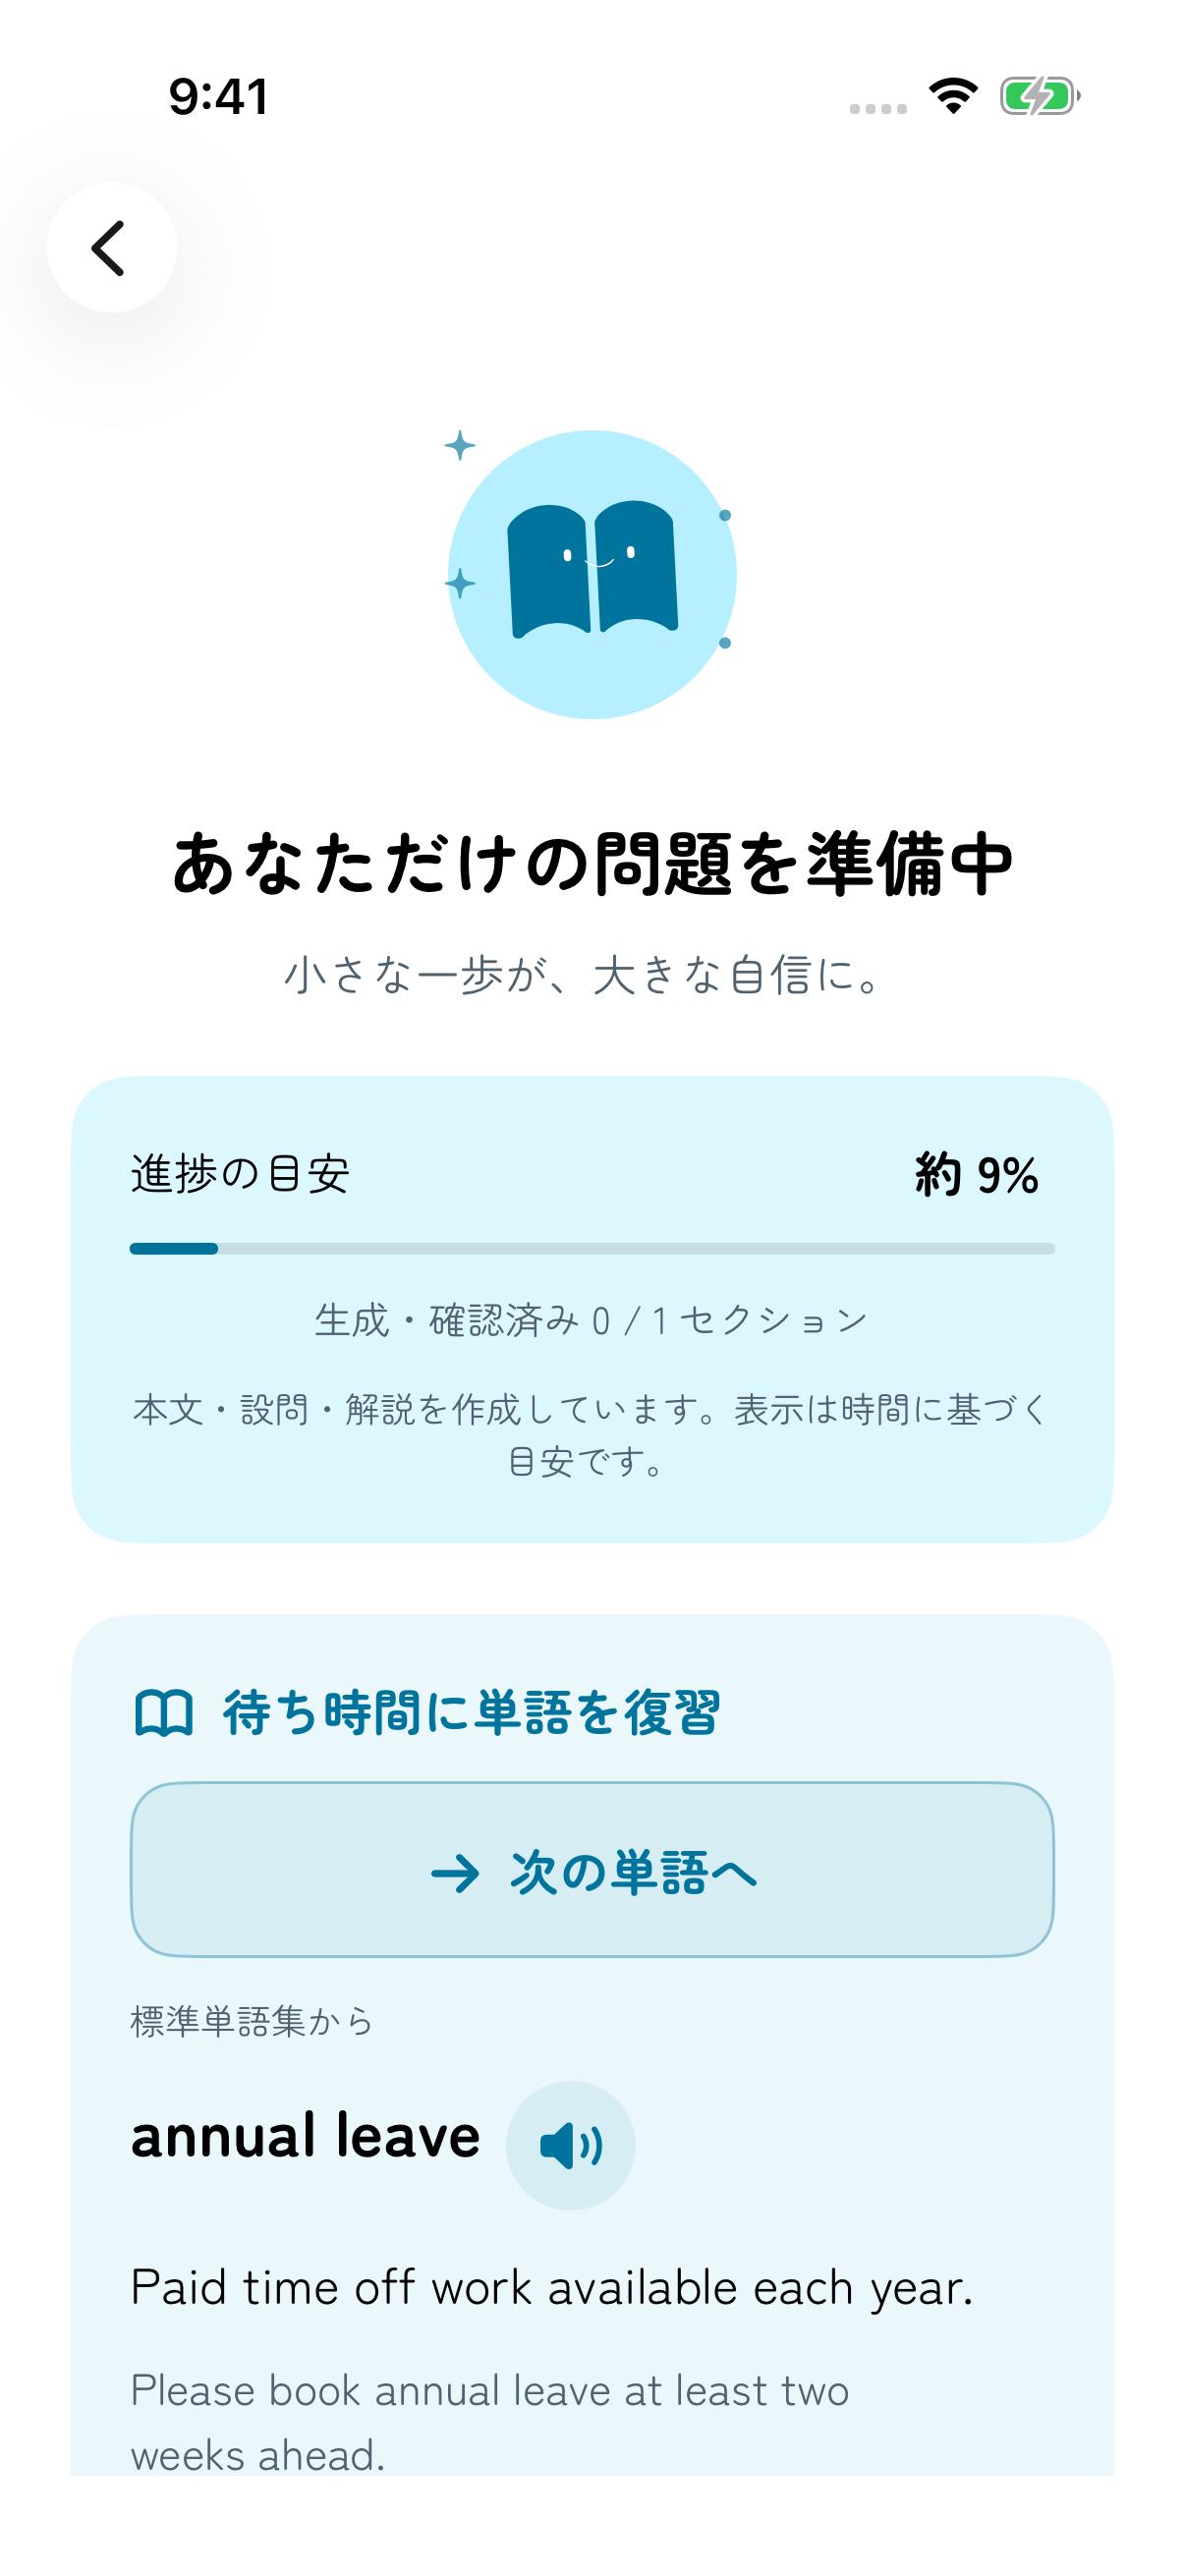 9:41
あなただけの問題を準備中
小さな一歩が、大きな自信に。
進捗の目安
約 9%
生成・確認済み 0 / 1 セクション
本文・設問・解説を作成しています。表示は時間に基づく
目安です。
待ち時間に単語を復習
→ 次の単語へ
標準単語集から
annual leave
Paid time off work available each year.
Please book annual leave at least two
weeks ahead.